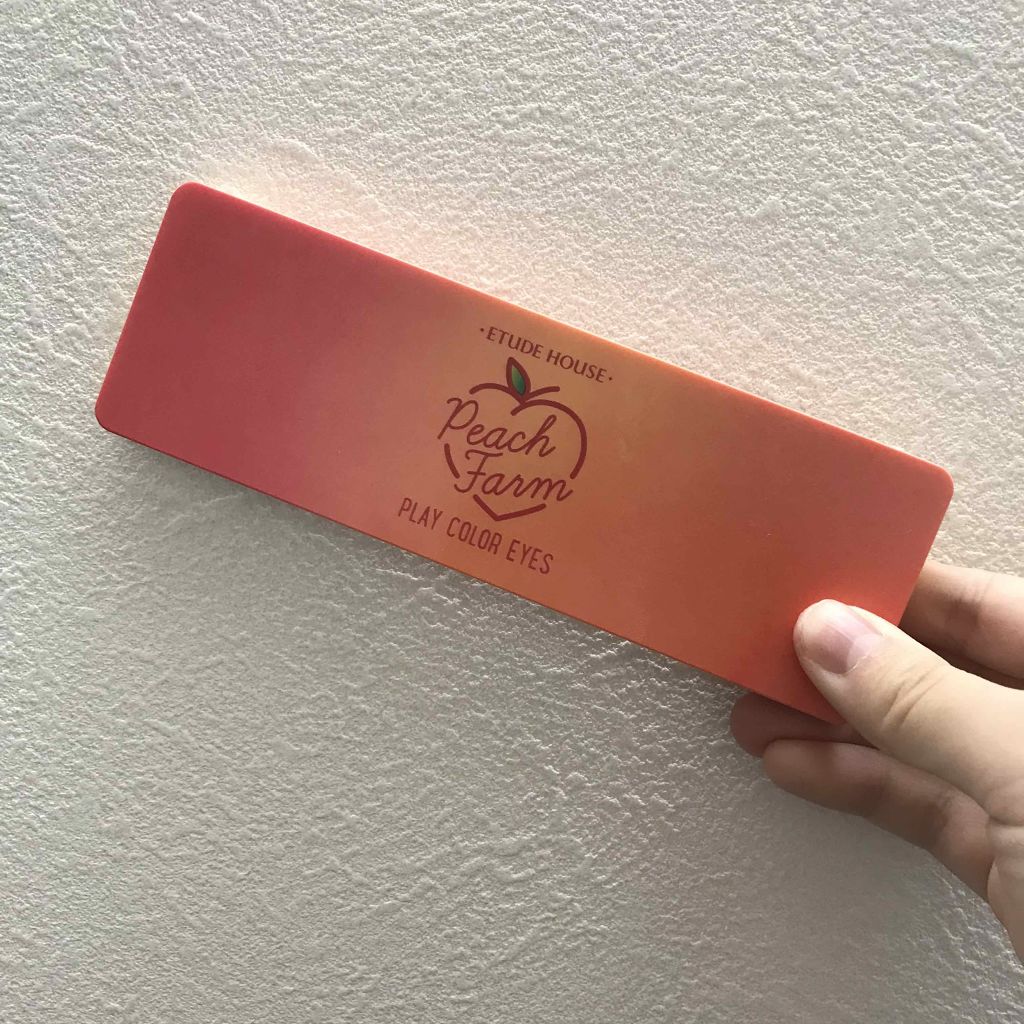 ·ETUDE HOUSE·
Peach
Farm
PLAY COLOR EYES